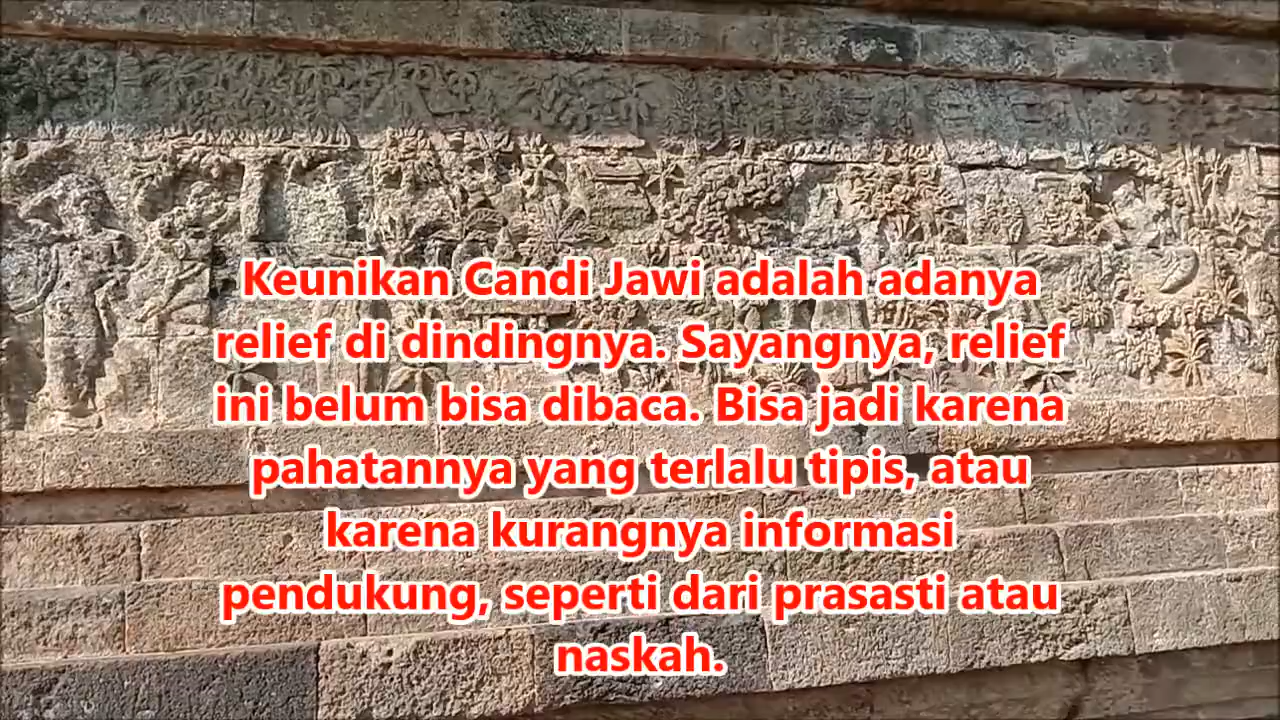 Keunikan Candi Jawi adalah adanya
relief di dindingnya. Sayangnya, relief
ini belum bisa dibaca. Bisa jadi karena
pahatannya yang terlalu tipis, atau
karena kurangnya informasi
pendukung, seperti dari prasasti atau
naskah.